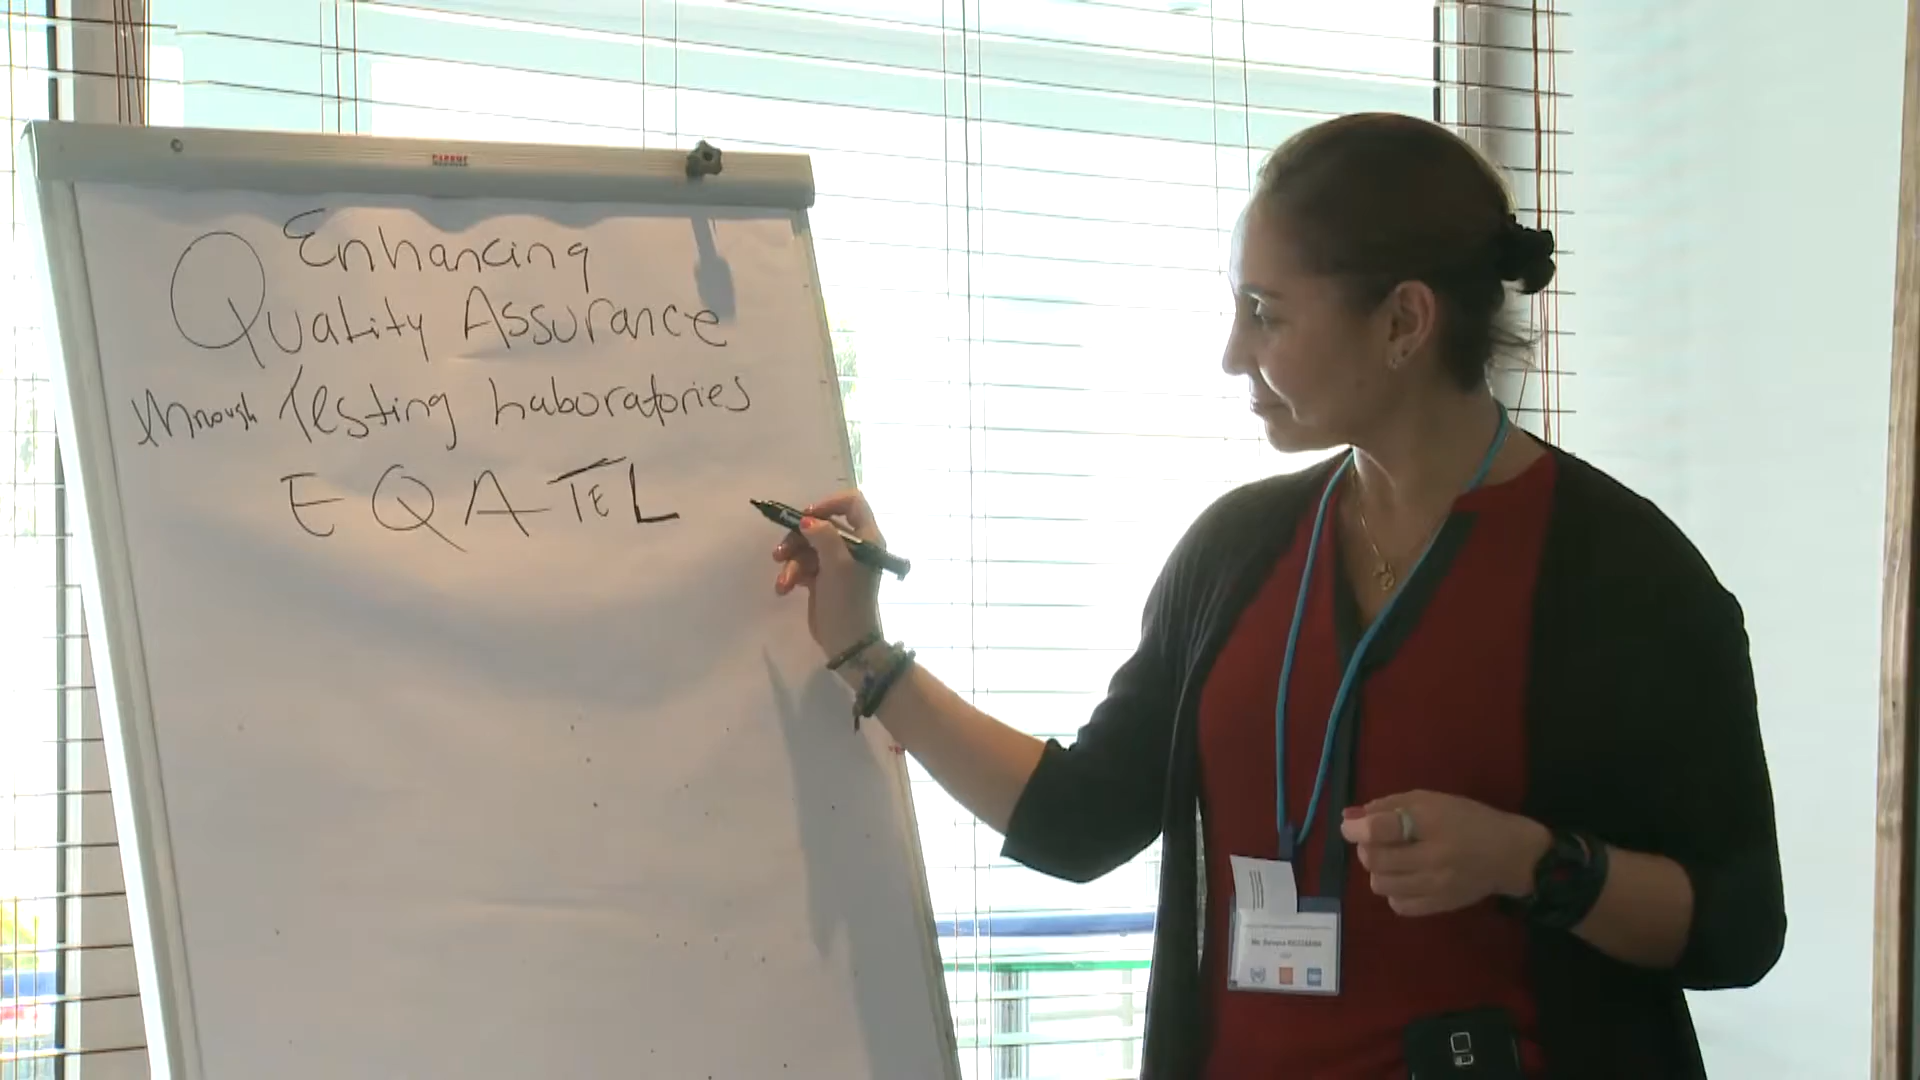 Enhancing
Quality Assurance
through Testing Laboratories
EQATEL